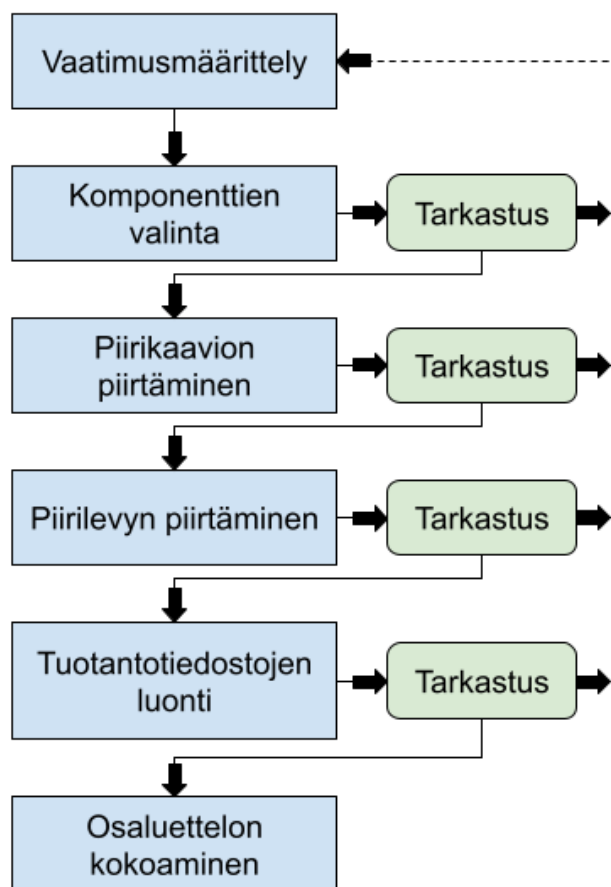 Vaatimusmäärittely
Komponenttien
valinta
Tarkastus
Piirikaavion
piirtäminen
Tarkastus
Piirilevyn piirtäminen
Tarkastus
Tuotantotiedostojen
luonti
Tarkastus
Osaluettelon
kokoaminen